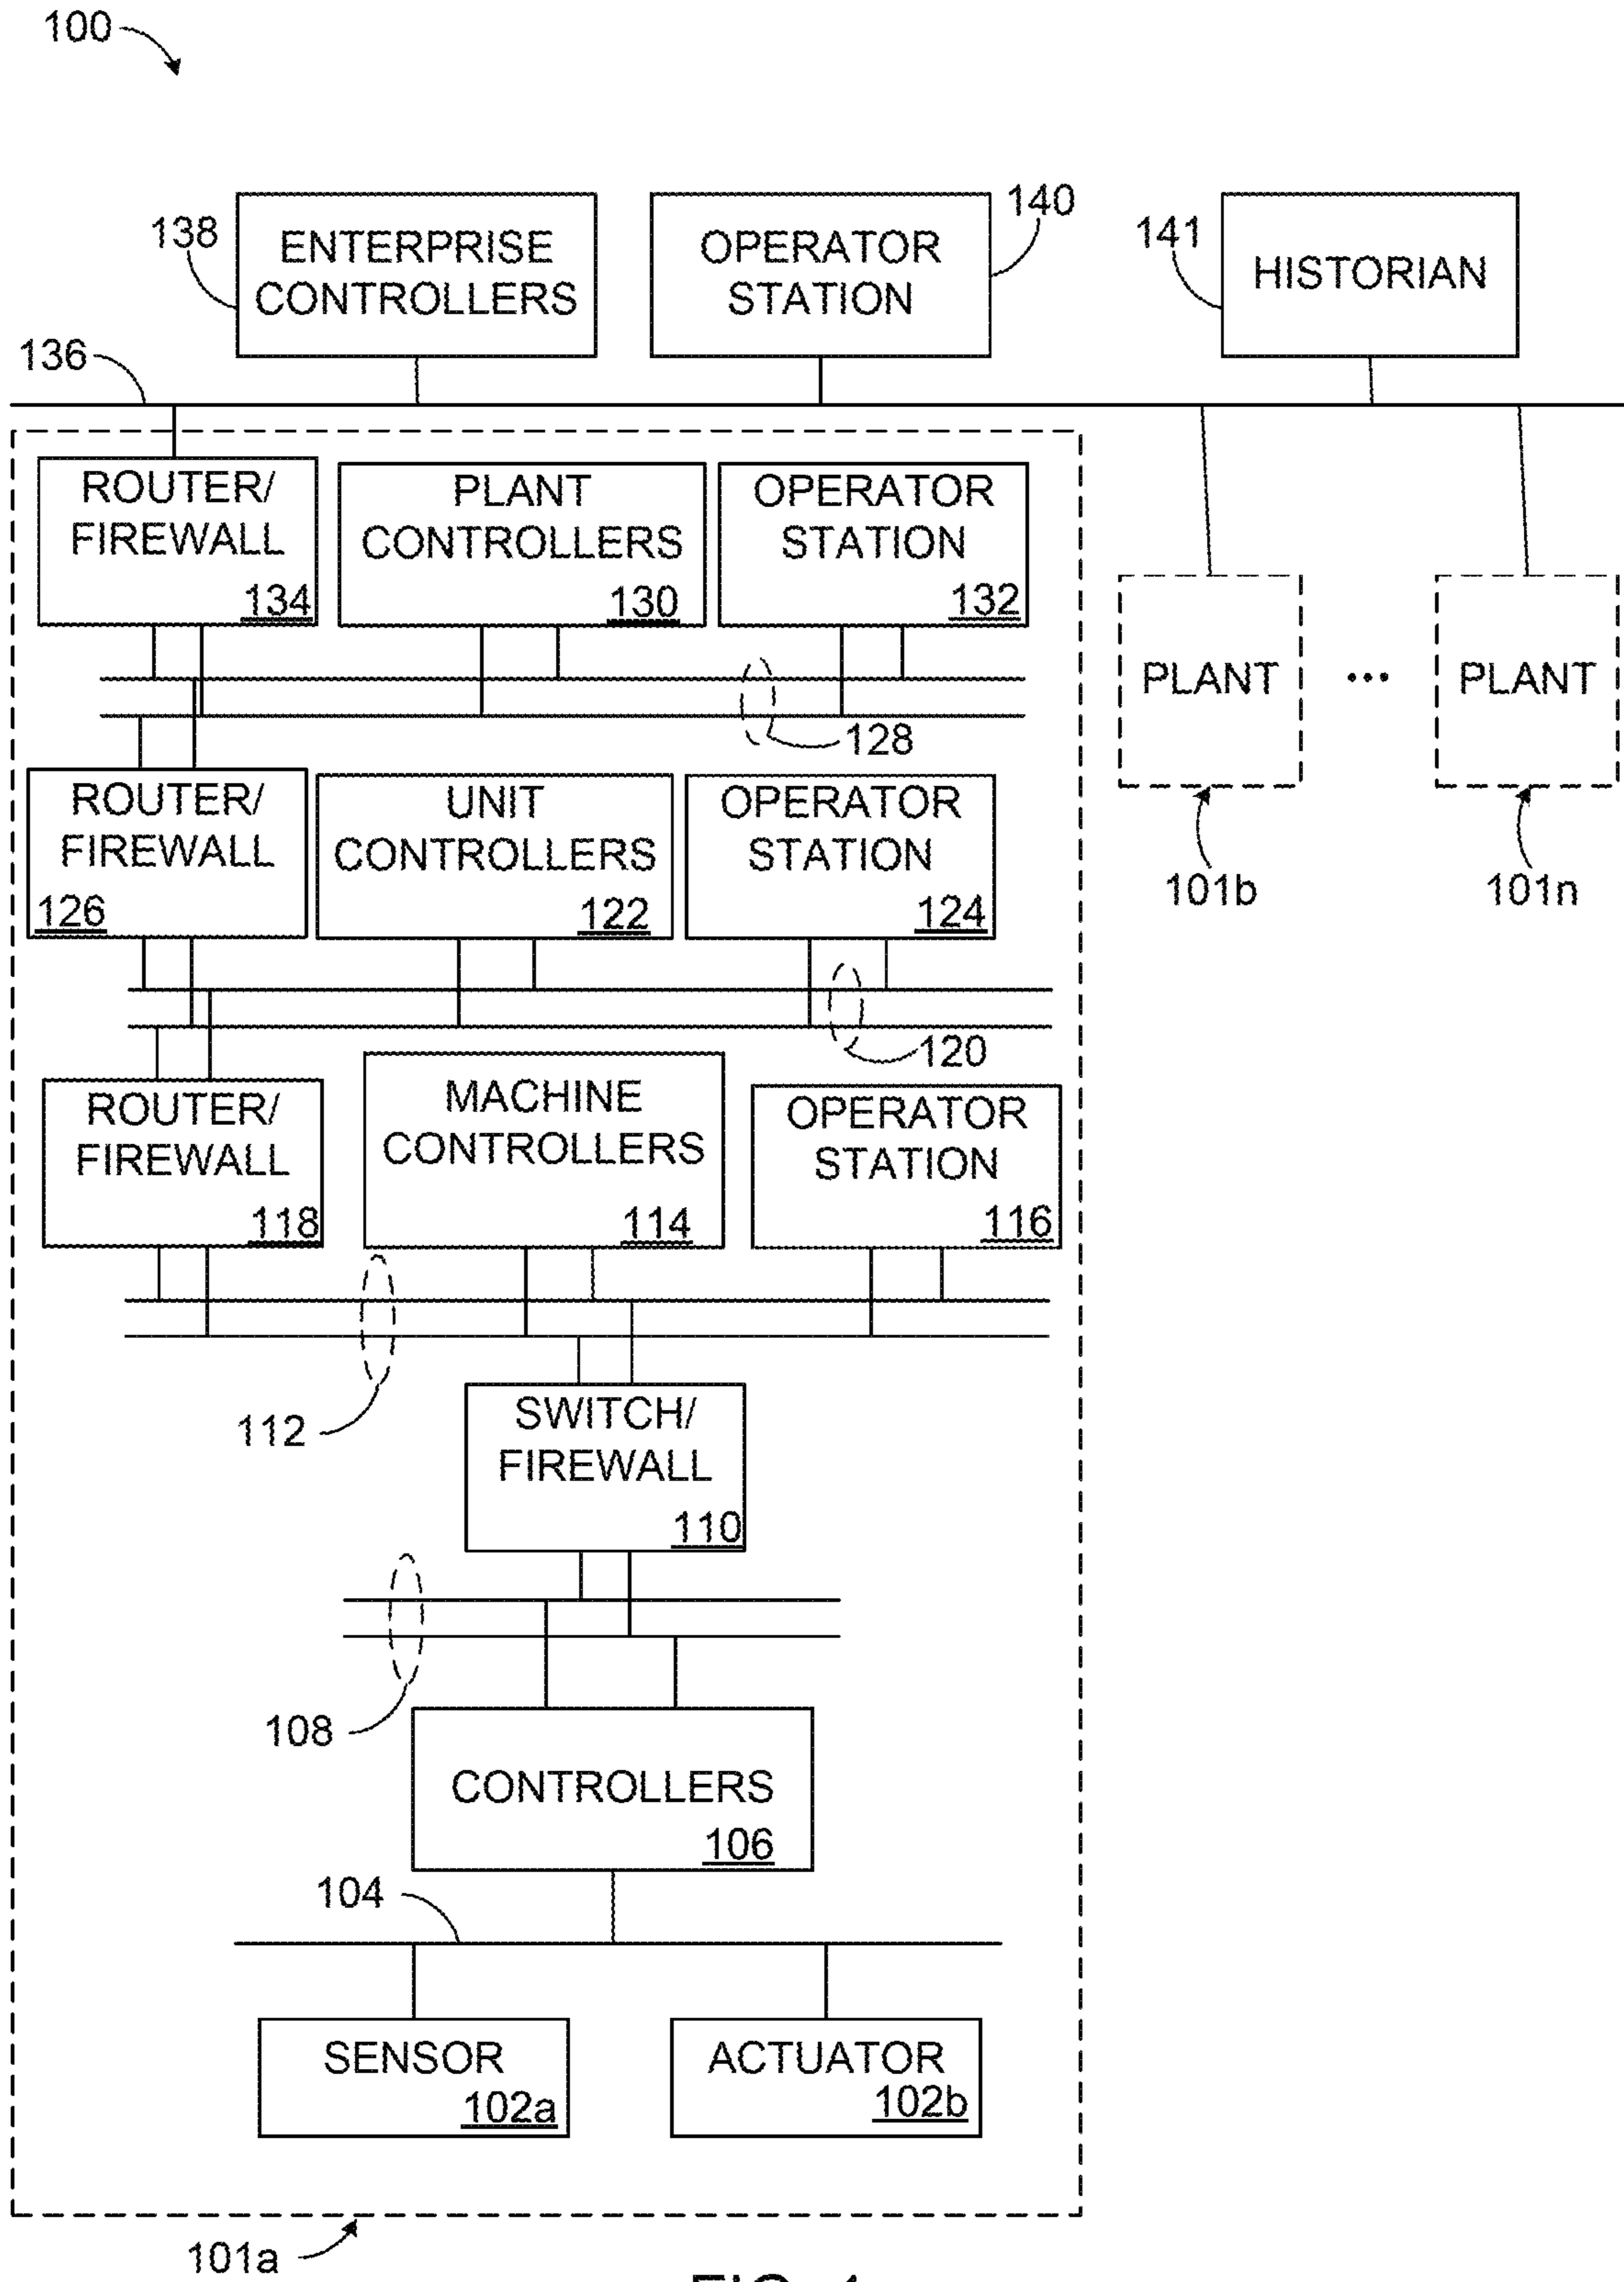 100
138
ENTERPRISE
CONTROLLERS
OPERATOR
STATION
140
141
HISTORIAN
136
ROUTER/
FIREWALL
134
PLANT
CONTROLLERS
130
OPERATOR
STATION
132
128
PLANT
...
PLANT
101b
101n
ROUTER/
FIREWALL
126
UNIT
CONTROLLERS
122
OPERATOR
STATION
124
120
ROUTER/
FIREWALL
118
MACHINE
CONTROLLERS
114
OPERATOR
STATION
116
112
SWITCH/
FIREWALL
110
108
CONTROLLERS
106
104
SENSOR
102a
ACTUATOR
102b
101a